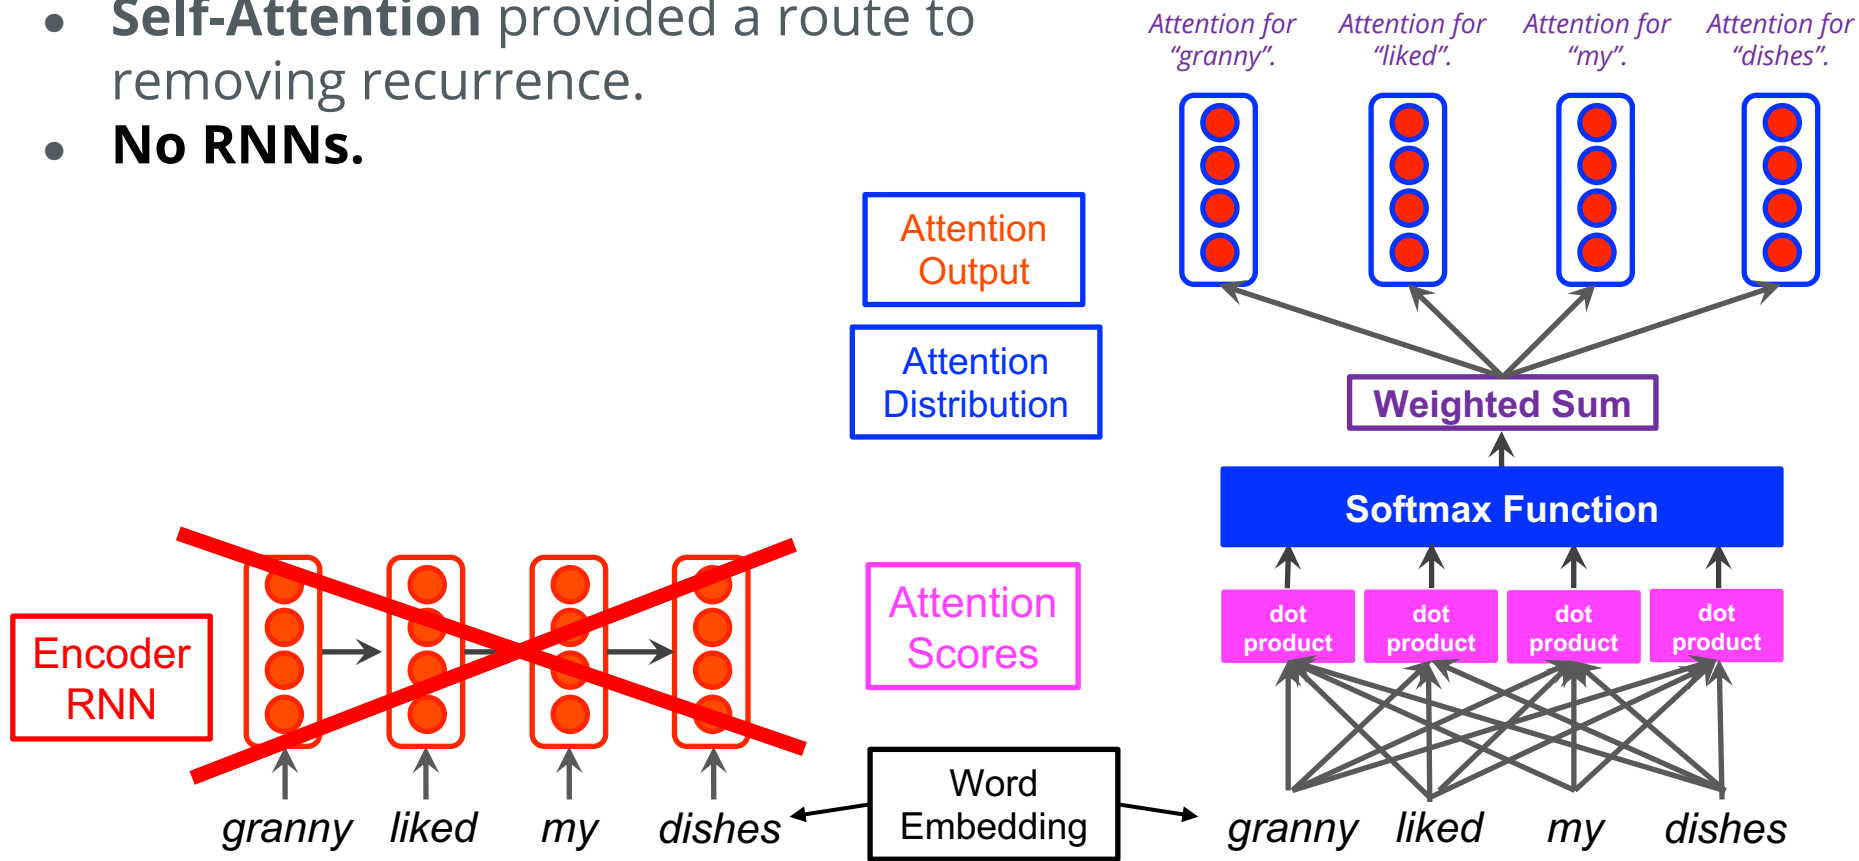 ● Self-Attention provided a route to
removing recurrence.
● No RNNs.
Attention for
“granny”.
Attention for
“liked”.
Attention for
“my”.
Attention for
“dishes”.
Attention
Output
Attention
Distribution
Weighted Sum
Softmax Function
Attention
Scores
dot
product
dot
product
dot
product
dot
product
Encoder
RNN
Word
Embedding
granny liked my dishes
granny liked my dishes